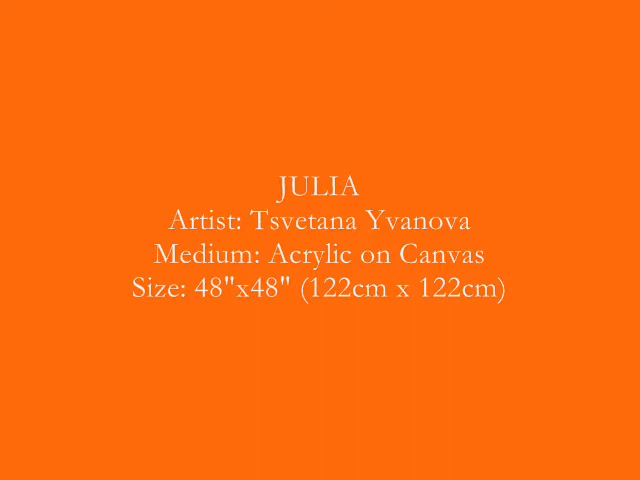 JULIA
Artist: Tsvetana Yvanova
Medium: Acrylic on Canvas
Size: 48"x48" (122cm x 122cm)